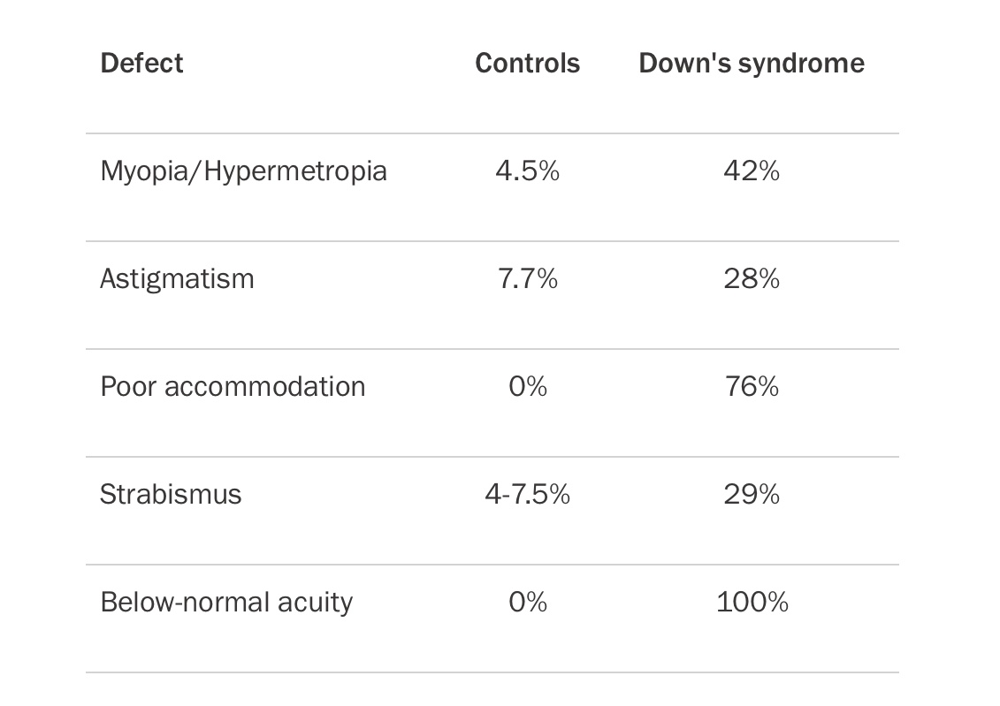 Defect Controls Down's syndrome
Myopia/Hypermetropia 4.5% 42%
Astigmatism 7.7% 28%
Poor accommodation 0% 76%
Strabismus 4-7.5% 29%
Below-normal acuity 0% 100%